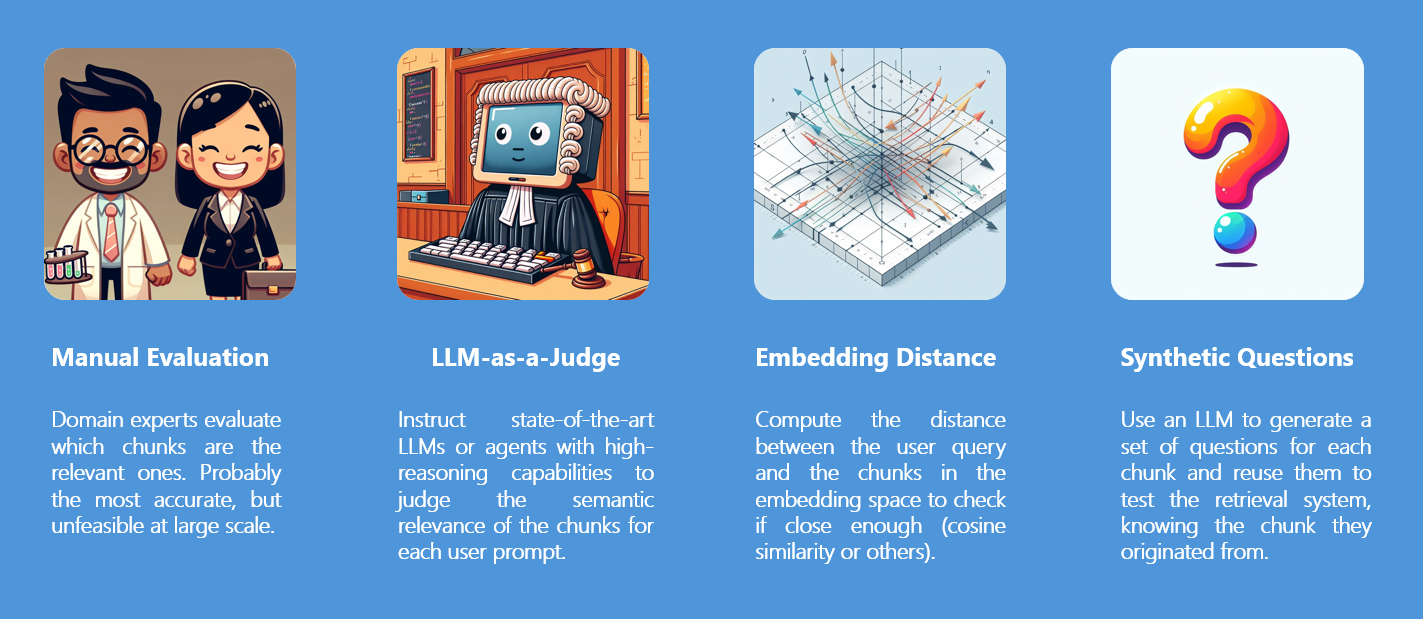 Manual Evaluation
Domain experts evaluate
which chunks are the
relevant ones. Probably
the most accurate, but
unfeasible at large scale.
LLM-as-a-Judge
Instruct state-of-the-art
LLMs or agents with high-
reasoning capabilities to
judge the semantic
relevance of the chunks for
each user prompt.
Embedding Distance
Compute the distance
between the user query
and the chunks in the
embedding space to check
if close enough (cosine
similarity or others).
Synthetic Questions
Use an LLM to generate a
set of questions for each
chunk and reuse them to
test the retrieval system,
knowing the chunk they
originated from.